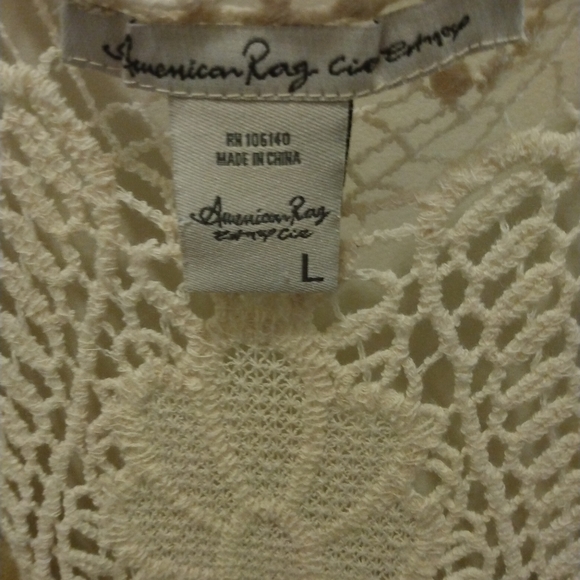 American Rag Cie
RN 106140
MADE IN CHINA
American Rag
Cie
L